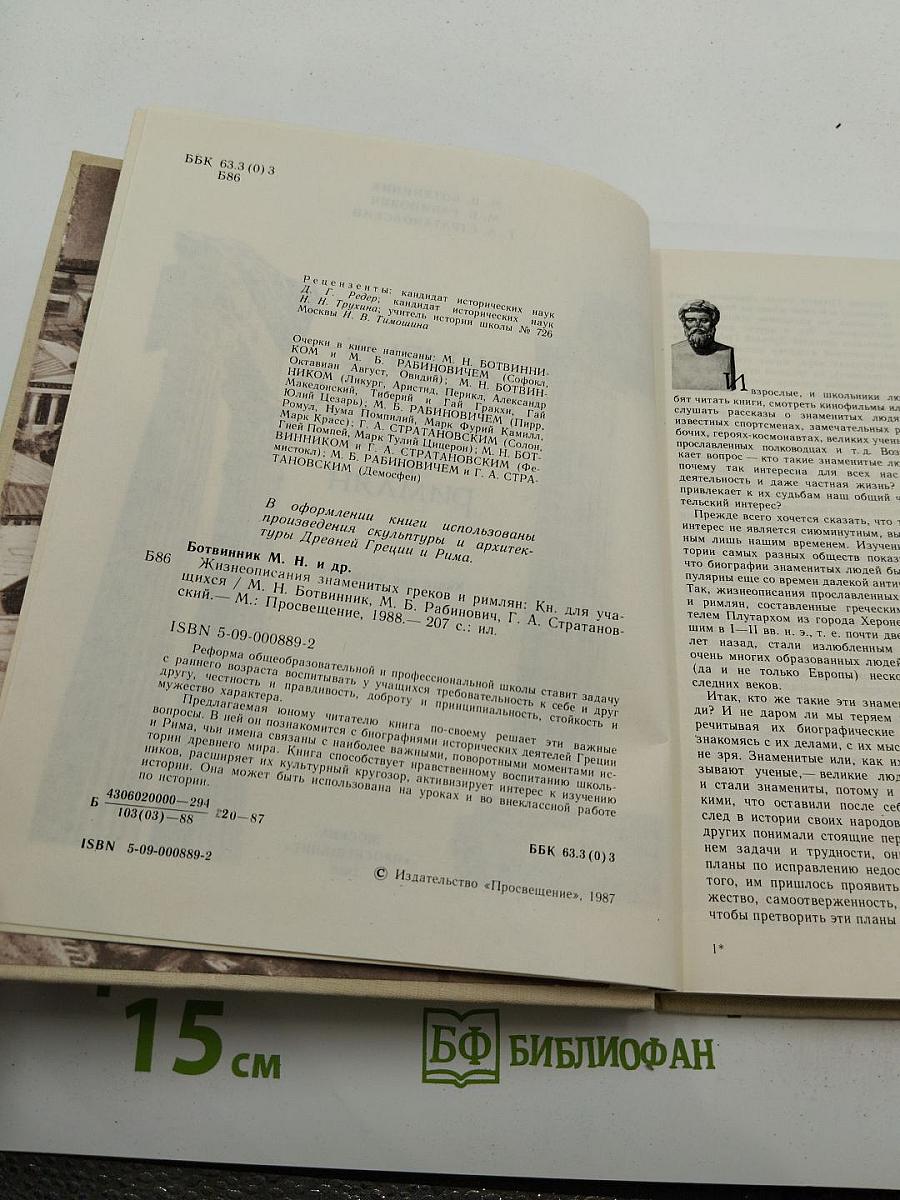 ББК 63.3(0)3
Б86
Рецензенты: кандидат исторических наук
Д. Г. Редер; кандидат исторических наук
Н. Н. Трухина; учитель истории школы № 726
Москвы И. В. Тимошина
Очерки в книге написаны: М. Н. БОТВИННИ-
КОМ и М. Б. РАБИНОВИЧЕМ (Софокл,
Октавиан Август, Овидий); М. Н. БОТВИН-
НИКОМ (Ликург, Аристид, Перикл, Александр
Македонский, Тиберий и Гай Гракхи, Гай
Юлий Цезарь); М. Б. РАБИНОВИЧЕМ (Пирр,
Ромул, Нума Помпилий, Марк Фурий Камилл,
Марк Красс); Г. А. СТРАТАНОВСКИМ (Солон,
Гней Помпей, Марк Туллий Цицерон); М. Н. БОТ-
ВИННИКОМ и Г. А. СТРАТАНОВСКИМ (Фе-
мистокл); М. Б. РАБИНОВИЧЕМ и Г. А. СТРА-
ТАНОВСКИМ (Демосфен)
В оформлении книги использованы
произведения скульптуры и архитек-
туры Древней Греции и Рима.
Ботвинник М. Н. и др.
Б86 Жизнеописания знаменитых греков и римлян: Кн. для уча-
щихся / М. Н. Ботвинник, М. Б. Рабинович, Г. А. Стратанов-
ский.— М.: Просвещение, 1988.— 207 с.: ил.
ISBN 5-09-000889-2
Реформа общеобразовательной и профессиональной школы ставит задачу
с раннего возраста воспитывать у учащихся требовательность к себе и друг
другу, честность и правдивость, доброту и принципиальность, стойкость и
мужество характера.
Предлагаемая юному читателю книга по-своему решает эти важные
вопросы. В ней он познакомится с биографиями исторических деятелей Греции
и Рима, чьи имена связаны с наиболее важными, поворотными моментами ис-
тории древнего мира. Книга способствует нравственному воспитанию школь-
ников, расширяет их культурный кругозор, активизирует интерес к изучению
истории. Она может быть использована на уроках и во внеклассной работе
по истории.
Б 4306020000—294
103(03)—88 220—87
ББК 63.3(0)3
ISBN 5-09-000889-2
© Издательство «Просвещение», 1987
И взрослые, и школьники лю
бят читать книги, смотреть кинофильмы ил
слушать рассказы о знаменитых людя
известных спортсменах, замечательных р
бочих, героях-космонавтах, великих учен
прославленных полководцах и т. д. Воз
кает вопрос — кто такие знаменитые лю
почему так интересна для всех нас
деятельность и даже частная жизнь?
привлекает к их судьбам наш общий ч
тельский интерес?
Прежде всего хочется сказать, что т
интерес не является сиюминутным, вы
ным лишь нашим временем. Изучени
тории самых разных обществ показ
что биографии знаменитых людей бы
пулярны еще со времен далекой антич
Так, жизнеописания прославленных
и римлян, составленные греческим
телем Плутархом из города Хероне
шим в I—II вв. н. э., т. е. почти две
лет назад, стали излюбленным
очень многих образованных людей
(да и не только Европы) неско
следних веков.
Итак, кто же такие эти знамен
ди? И не даром ли мы теряем
речитывая их биографические
знакомясь с их делами, с их мыс
не зря. Знаменитые или, как их
зывают ученые,— великие люд
и стали знамениты, потому и
кими, что оставили после себ
след в истории своих народов
других понимали стоящие пер
нем задачи и трудности, он
планы по исправлению недос
того, им пришлось проявить
жество, самоотверженность,
чтобы претворить эти планы
1*
15 см
БФ БИБЛИОФАН